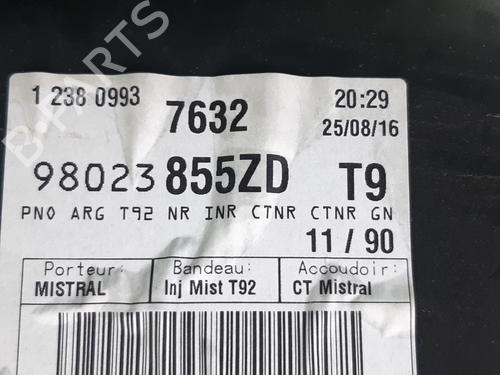 B-PARTS
1 238 0993
7632
20:29
25/08/16
98023 855ZD T9
PNO ARG T92 NR INR CTNR CTNR GN
11 / 90
Porteur: Bandeau: Accoudoir:
MISTRAL Inj Mist T92 CT Mistral